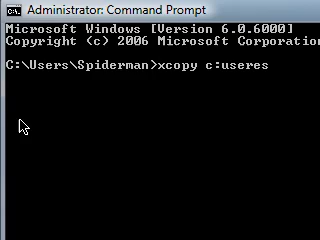 Administrator: Command Prompt
Microsoft Windows [Version 6.0.6000]
Copyright (c) 2006 Microsoft Corporation
C:\Users\Spiderman>xcopy c:useres